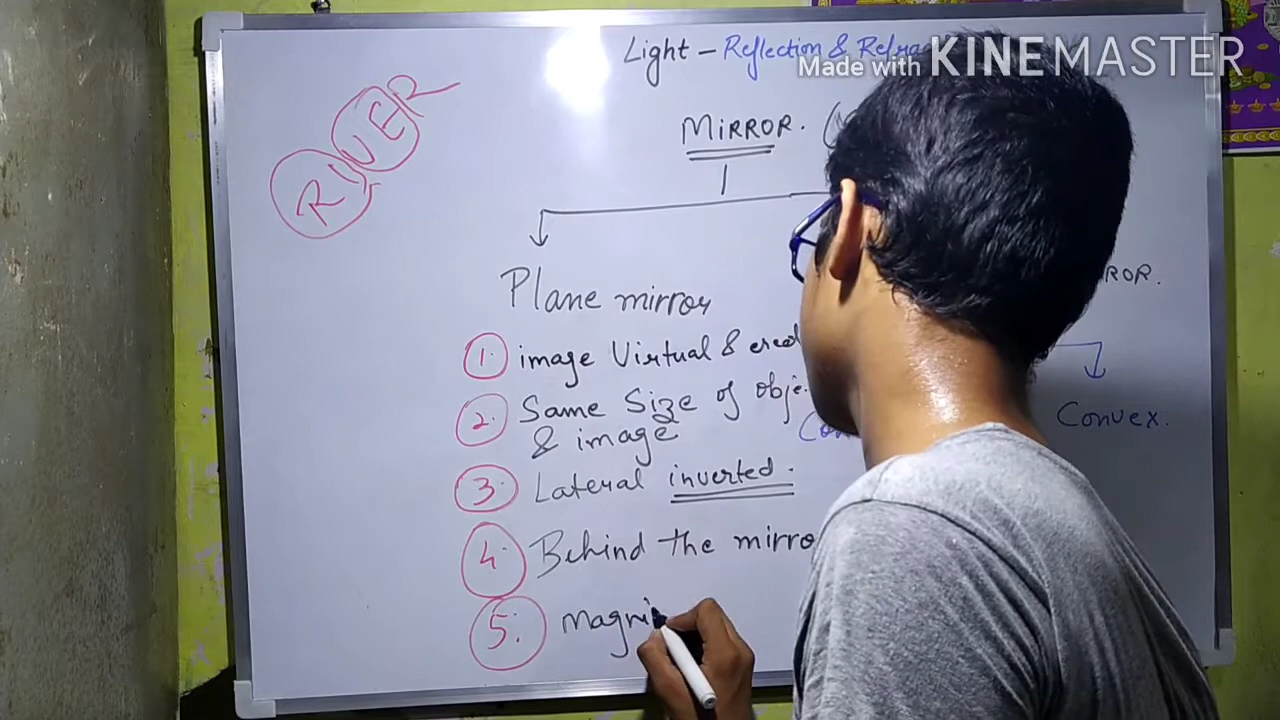 Light - Reflection & Refra
Made with KINEMASTER
RIVER
MIRROR.
ROR.
Plane mirror
1. image Virtual & erect
2. Same Size of obje
& image
Convex.
3. Lateral inverted.
4. Behind the mirro
5. Magni